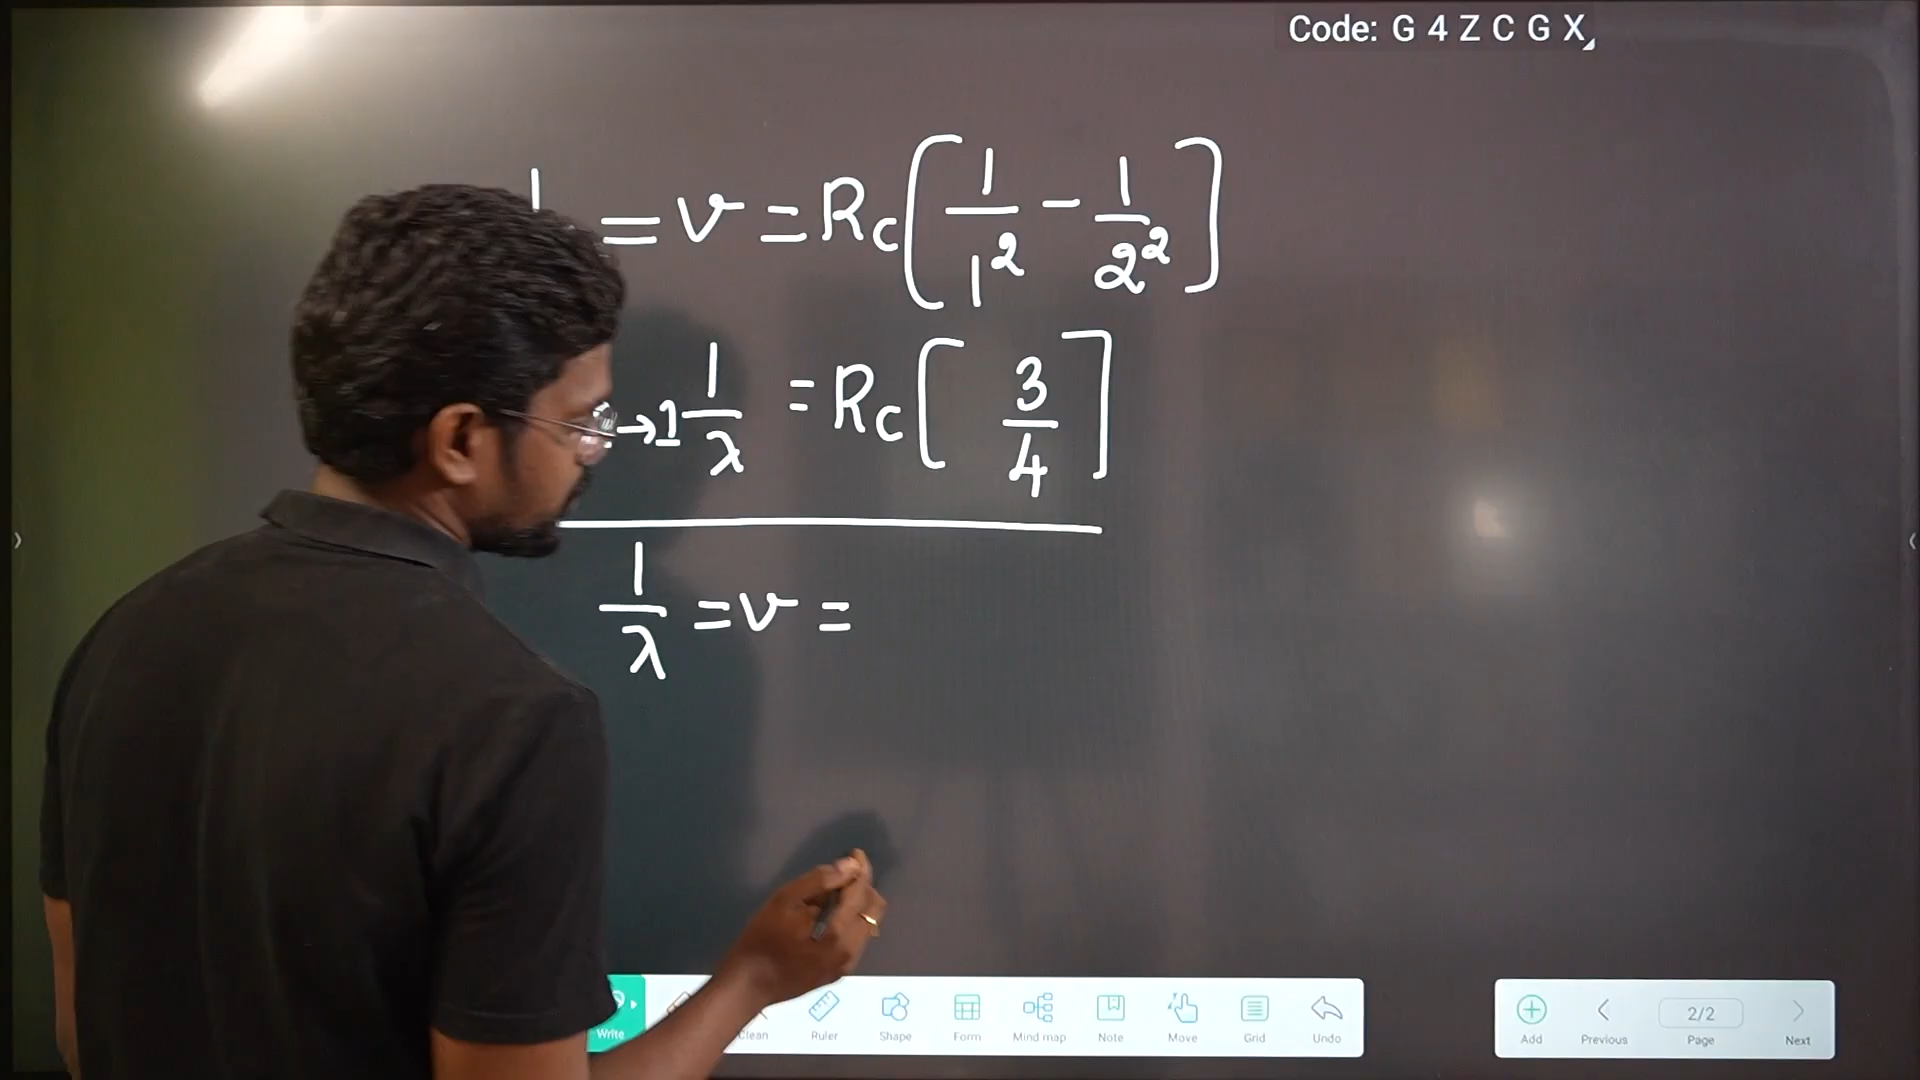 Code: G 4 Z C G X
1 = ν = Rc [ 1/1² - 1/2² ]
→1 1/λ = Rc [ 3/4 ]
1/λ = ν =
Write
Clean
Ruler
Shape
Form
Mind map
Note
Move
Grid
Undo
Add
Previous
2/2
Page
Next